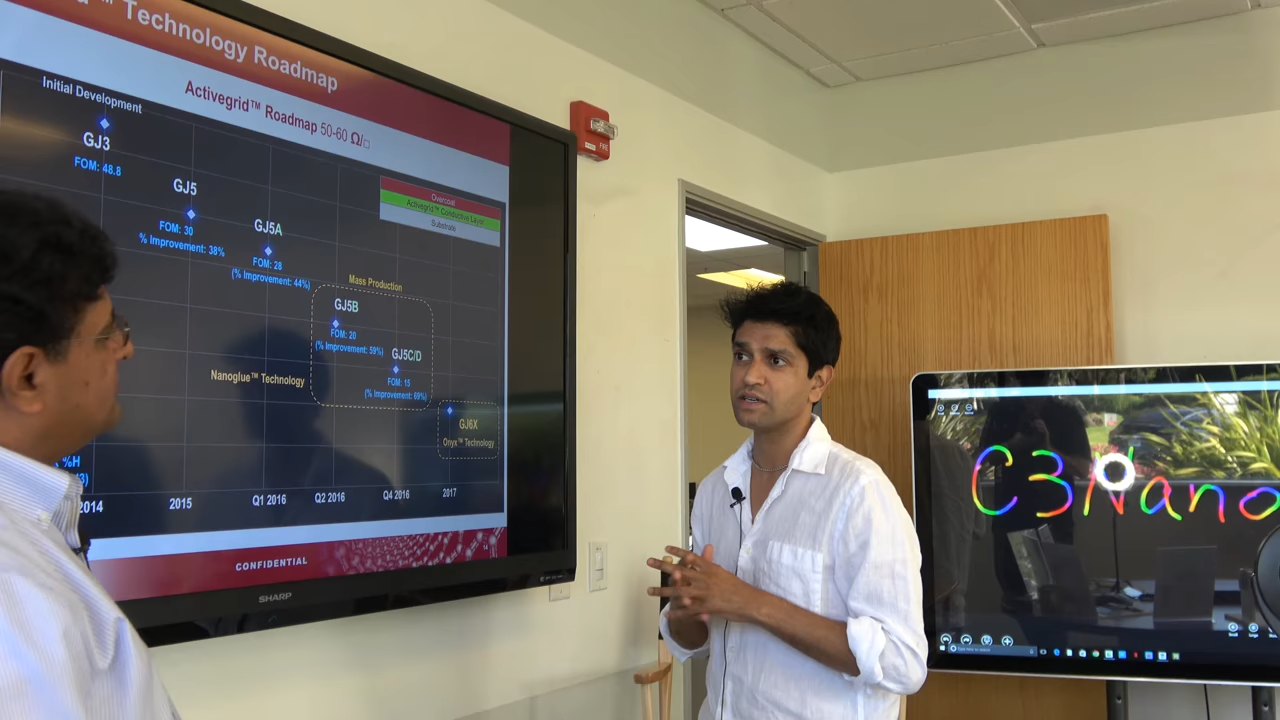 ™ Technology Roadmap
Activegrid™ Roadmap 50-60 Ω/□
Initial Development
GJ3
FOM: 48.8
GJ5
FOM: 30
% Improvement: 38%
GJ5A
FOM: 28
(% Improvement: 44%)
Overcoat
Activegrid™ Conductive Layer
Substrate
Mass Production
GJ5B
FOM: 20
(% Improvement: 59%)
GJ5C/D
FOM: 15
(% Improvement: 69%)
Nanoglue™ Technology
GJ6X
Onyx™ Technology
%H
2014
2015
Q1 2016
Q2 2016
Q4 2016
2017
CONFIDENTIAL
14
SHARP
FIRE
C3Nano